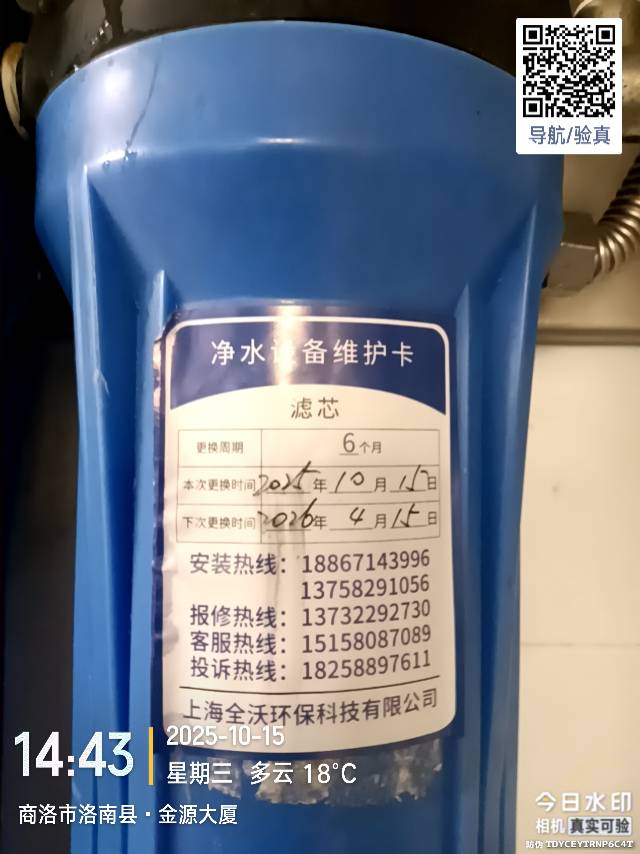 导航/验真
净水设备维护卡
滤芯
更换周期 6个月
本次更换时间 2025年 10月 15日
下次更换时间 2026年 4月 15日
安装热线：18867143996
13758291056
报修热线：13732292730
客服热线：15158087089
投诉热线：18258897611
上海全沃环保科技有限公司
14:43
2025-10-15
星期三 多云 18°C
商洛市洛南县·金源大厦
今日水印
相机 真实可验
防伪 TDYCEYTRNP6C4T